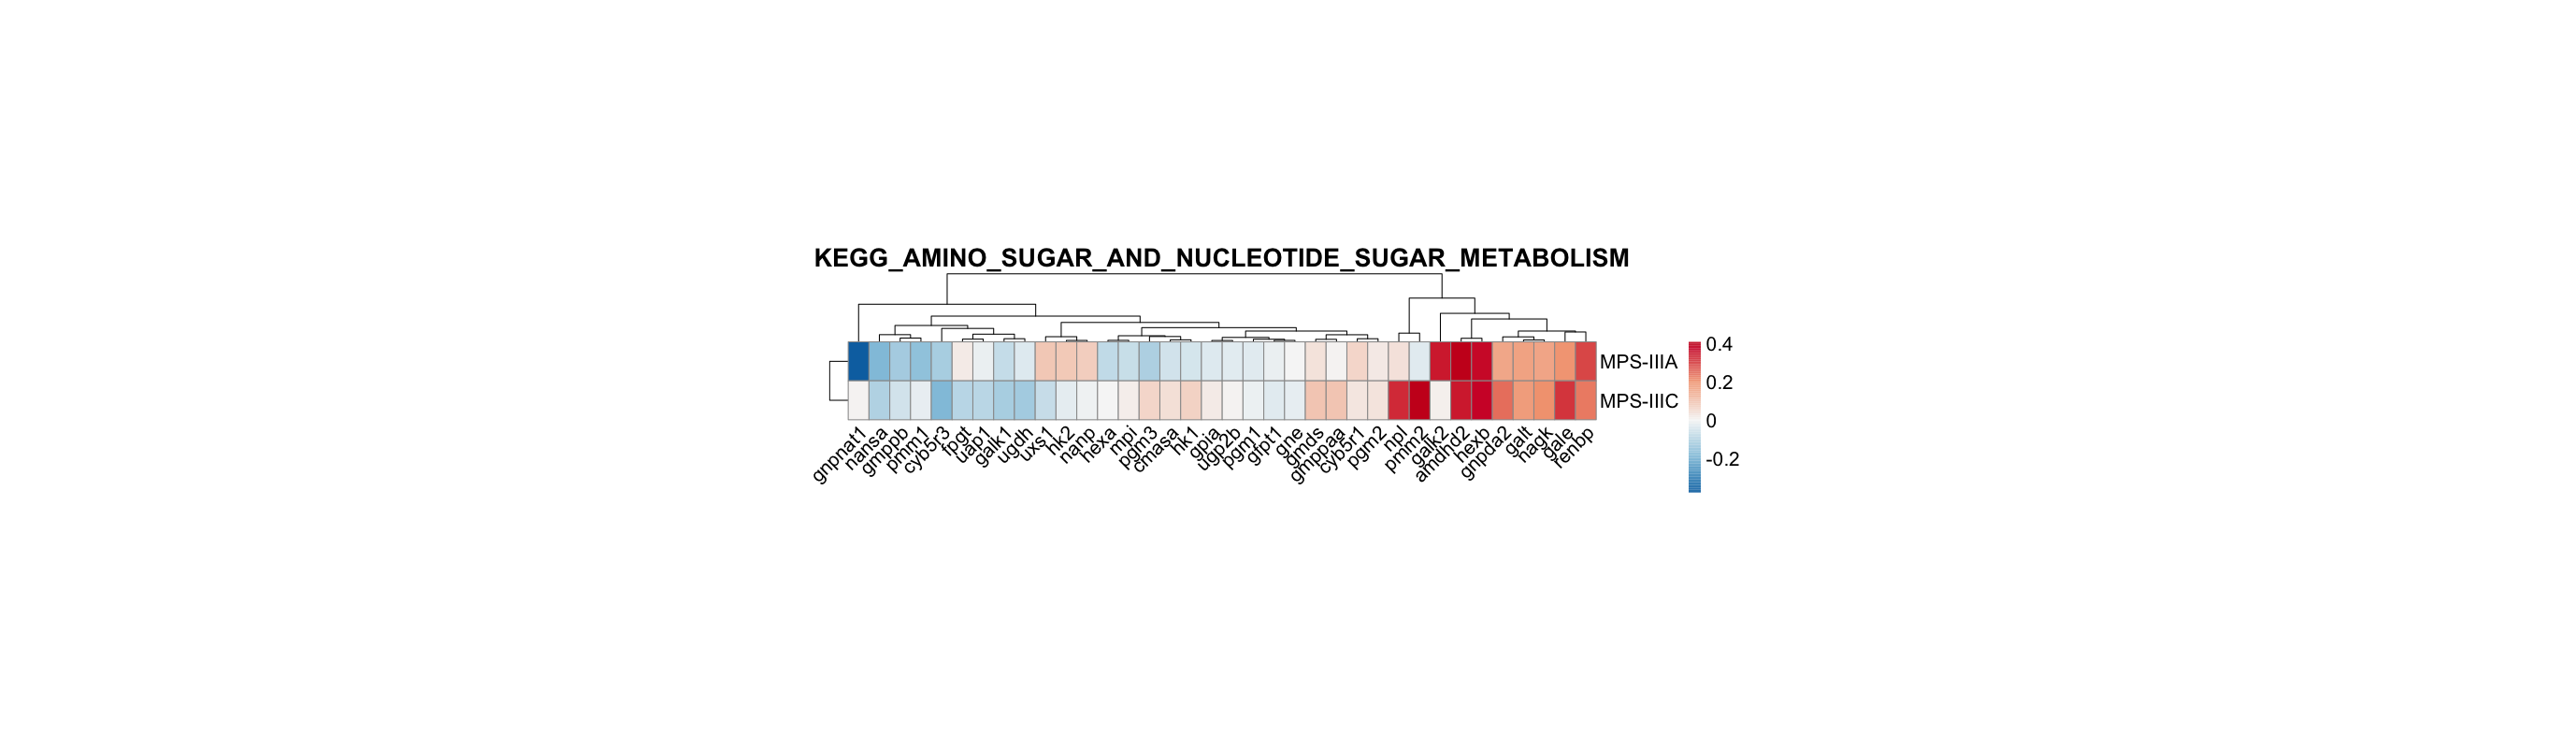 KEGG_AMINO_SUGAR_AND_NUCLEOTIDE_SUGAR_METABOLISM
0.4
MPS-IIIA
0.2
MPS-IIIC
0
-0.2
gnpnat1
nansa
gmppb
pmm1
cyb5r3
fpgt
uap1
galk1
ugdh
uxs1
hk2
nanp
hexa
mpi
pgm3
cmasa
hk1
gpia
ugp2b
pgm1
gfpt1
gne
gmds
gmppaa
cyb5r1
pgm2
npl
pmm2
galk2
amdhd2
hexb
gnpda2
galt
nagk
gale
renbp